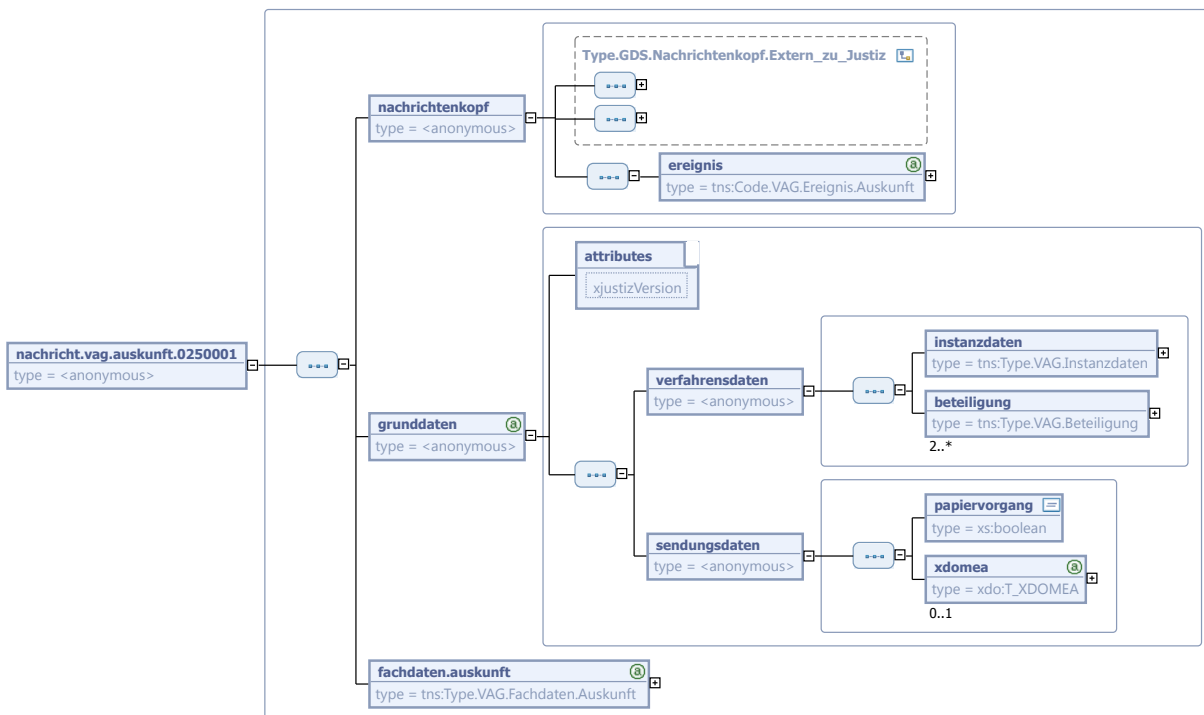 Type.GDS.Nachrichtenkopf.Extern_zu_Justiz
nachrichtenkopf
type = <anonymous>
ereignis
type = tns:Code.VAG.Ereignis.Auskunft
attributes
xjustizVersion
nachricht.vag.auskunft.0250001
type = <anonymous>
instanzdaten
type = tns:Type.VAG.Instanzdaten
verfahrensdaten
type = <anonymous>
beteiligung
type = tns:Type.VAG.Beteiligung
2..*
grunddaten
type = <anonymous>
papiervorgang
type = xs:boolean
sendungsdaten
type = <anonymous>
xdomea
type = xdo:T_XDOMEA
0..1
fachdaten.auskunft
type = tns:Type.VAG.Fachdaten.Auskunft